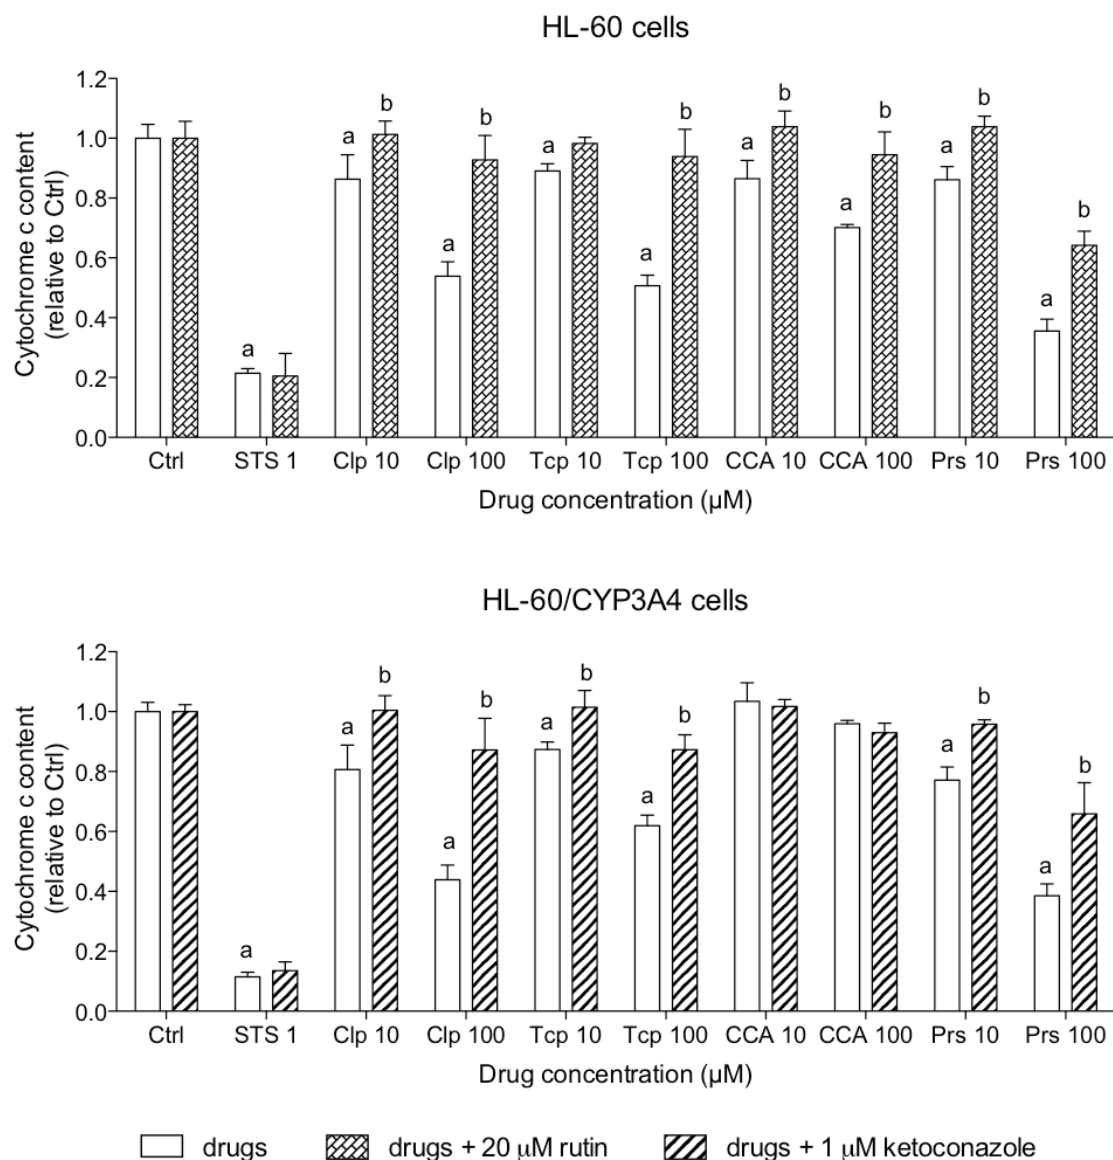 HL-60 cells
Cytochrome c content
(relative to Ctrl)
1.2
1.0
0.8
0.6
0.4
0.2
0.0
a
a
b
a
b
a
a
b
a
b
a
b
a
b
a
b
Ctrl STS 1 Clp 10 Clp 100 Tcp 10 Tcp 100 CCA 10 CCA 100 Prs 10 Prs 100
Drug concentration (µM)
HL-60/CYP3A4 cells
Cytochrome c content
(relative to Ctrl)
1.2
1.0
0.8
0.6
0.4
0.2
0.0
a
a
b
a
b
a
b
a
b
a
b
a
b
Ctrl STS 1 Clp 10 Clp 100 Tcp 10 Tcp 100 CCA 10 CCA 100 Prs 10 Prs 100
Drug concentration (µM)
drugs drugs + 20 µM rutin drugs + 1 µM ketoconazole